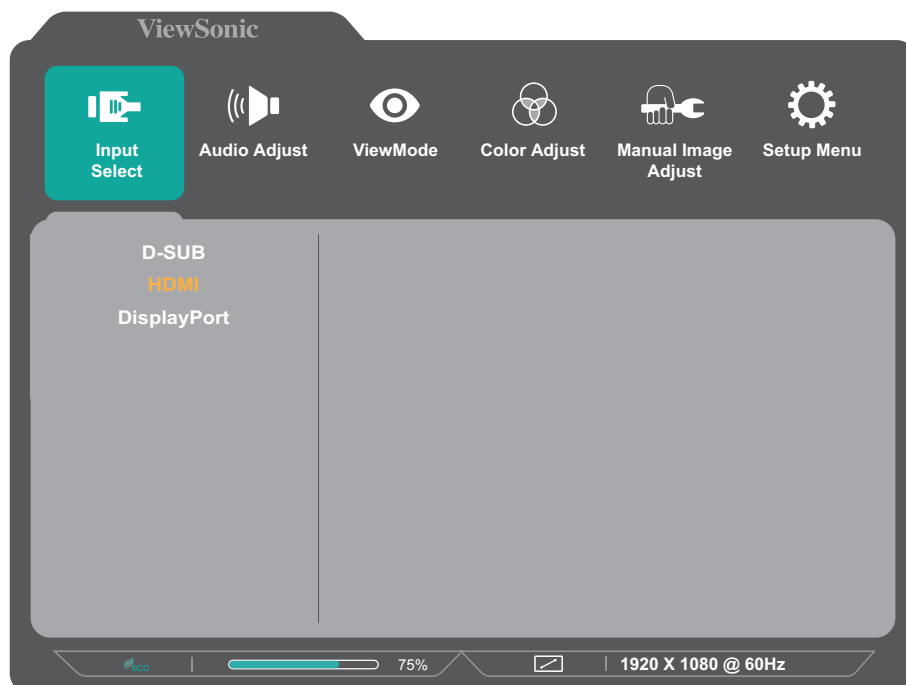 ViewSonic
Input
Select
Audio Adjust
ViewMode
Color Adjust
Manual Image
Adjust
Setup Menu
D-SUB
HDMI
DisplayPort
eco
75%
1920 X 1080 @ 60Hz